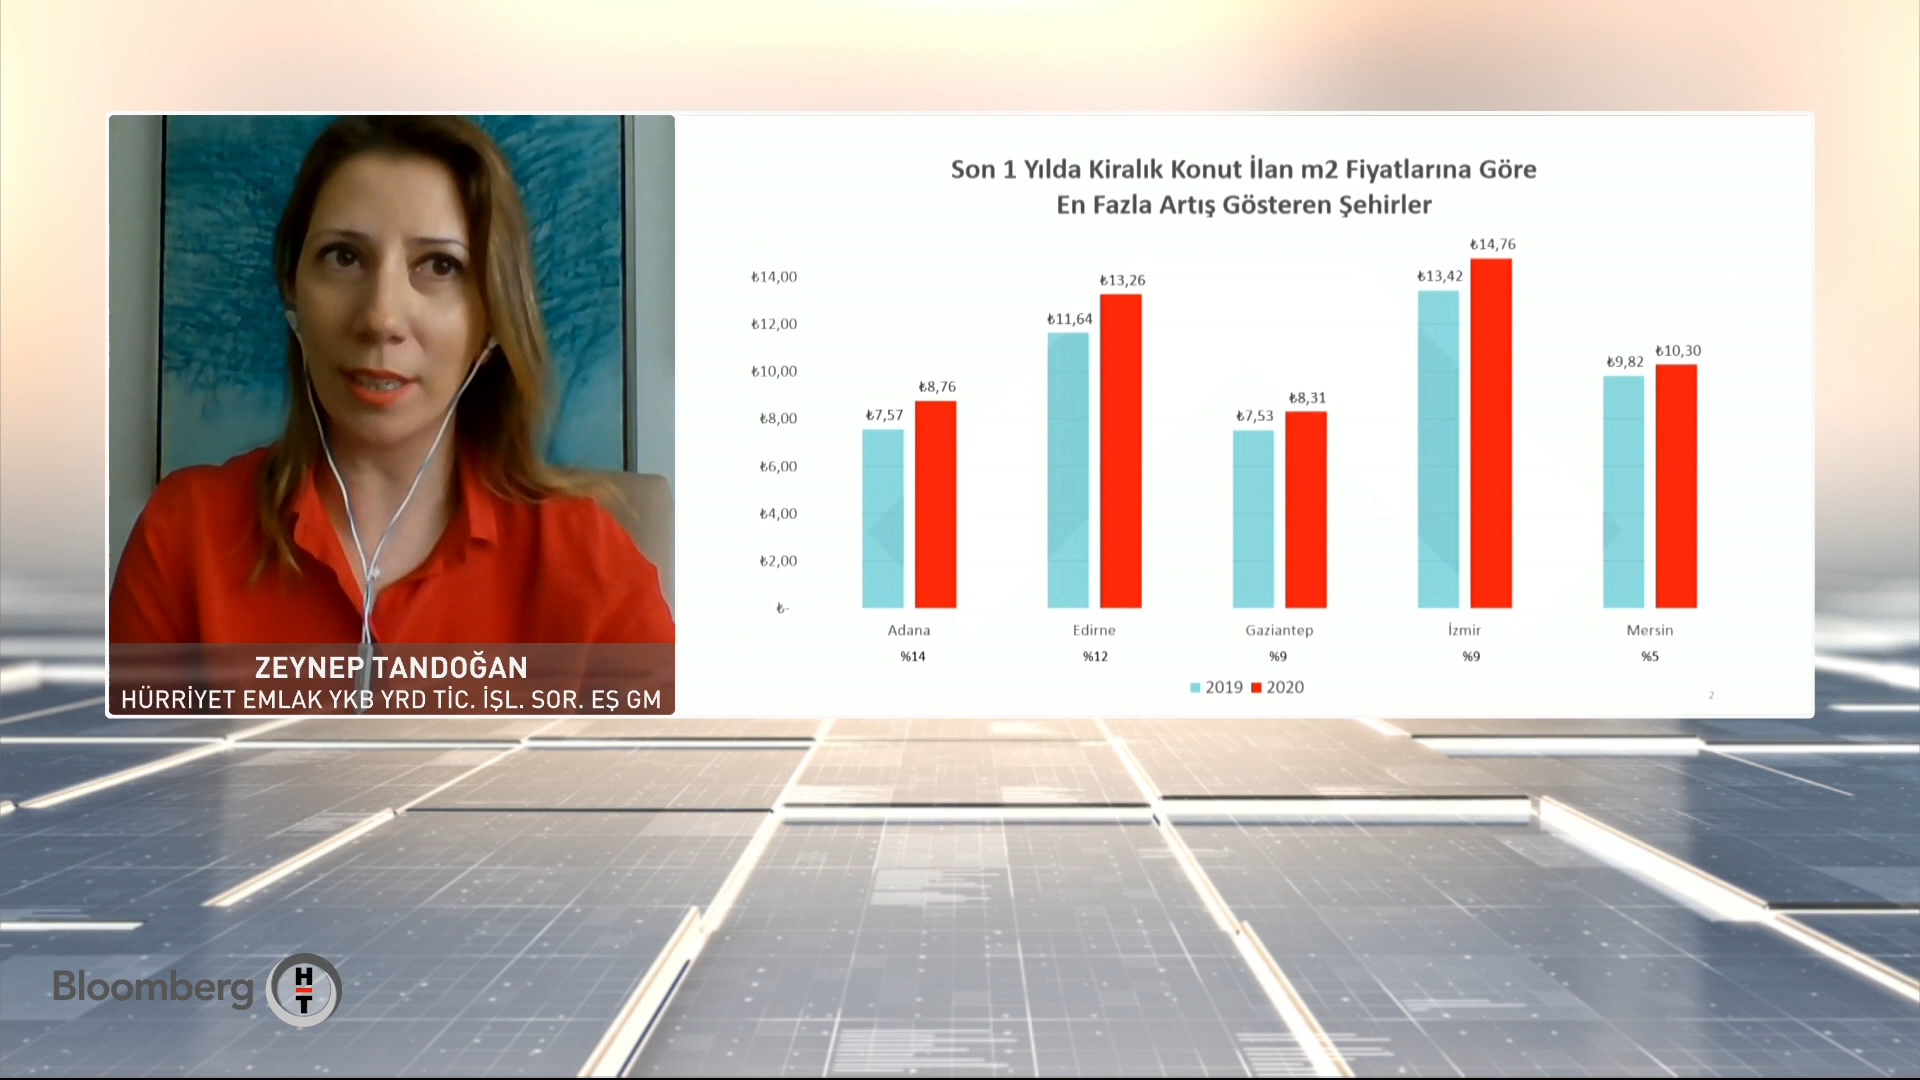 Son 1 Yılda Kiralık Konut İlan m2 Fiyatlarına Göre
En Fazla Artış Gösteren Şehirler
₺14,00
₺12,00
₺10,00
₺8,00
₺6,00
₺4,00
₺2,00
₺-
₺7,57
₺8,76
₺11,64
₺13,26
₺7,53
₺8,31
₺13,42
₺14,76
₺9,82
₺10,30
Adana
Edirne
Gaziantep
İzmir
Mersin
%14
%12
%9
%9
%5
2019
2020
2
ZEYNEP TANDOĞAN
HÜRRİYET EMLAK YKB YRD TİC. İŞL. SOR. EŞ GM
Bloomberg HT